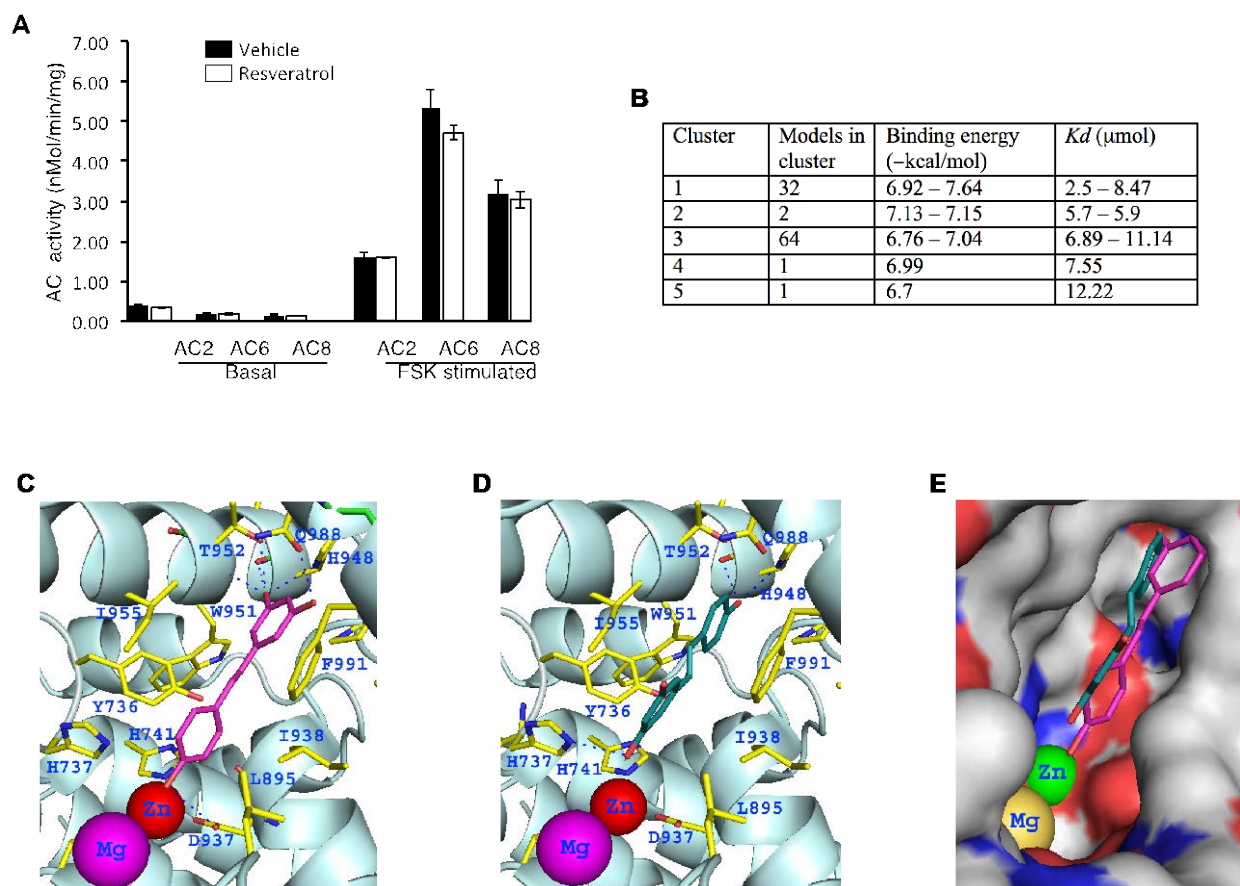 A
7.00
6.00
5.00
4.00
3.00
2.00
1.00
0.00
AC activity (nMol/min/mg)
Vehicle
Resveratrol
AC2 AC6 AC8
Basal
AC2 AC6 AC8
FSK stimulated
B
Cluster Models in cluster Binding energy (−kcal/mol) Kd (μmol)
1 32 6.92 – 7.64 2.5 – 8.47
2 2 7.13 – 7.15 5.7 – 5.9
3 64 6.76 – 7.04 6.89 – 11.14
4 1 6.99 7.55
5 1 6.7 12.22
C
Q988
T952
H948
I955
W951
F991
Y736
H741
I938
H737
L895
Zn
D937
Mg
D
Q988
T952
H948
W951
I955
F991
Y736
I938
H737
H741
L895
Zn
D937
Mg
E
Zn
Mg